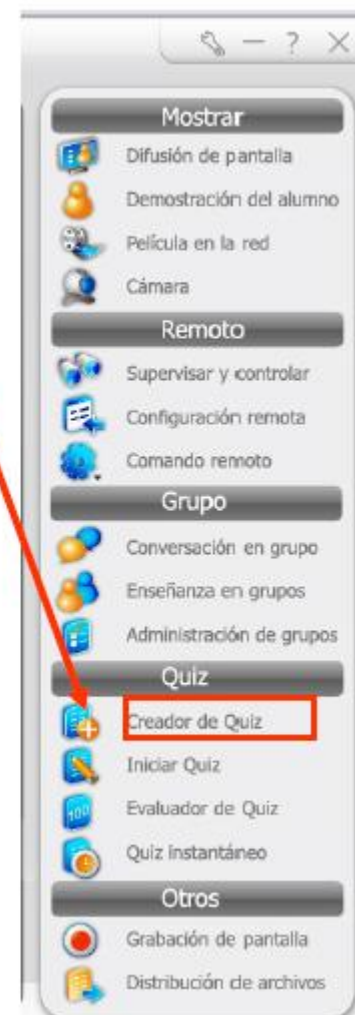 ?
Mostrar
Difusión de pantalla
Demostración del alumno
Película en la red
Cámara
Remoto
Supervisar y controlar
Configuración remota
Comando remoto
Grupo
Conversación en grupo
Enseñanza en grupos
Administración de grupos
Quiz
Creador de Quiz
Iniciar Quiz
100
Evaluador de Quiz
Quiz instantáneo
Otros
Grabación de pantalla
Distribución de archivos